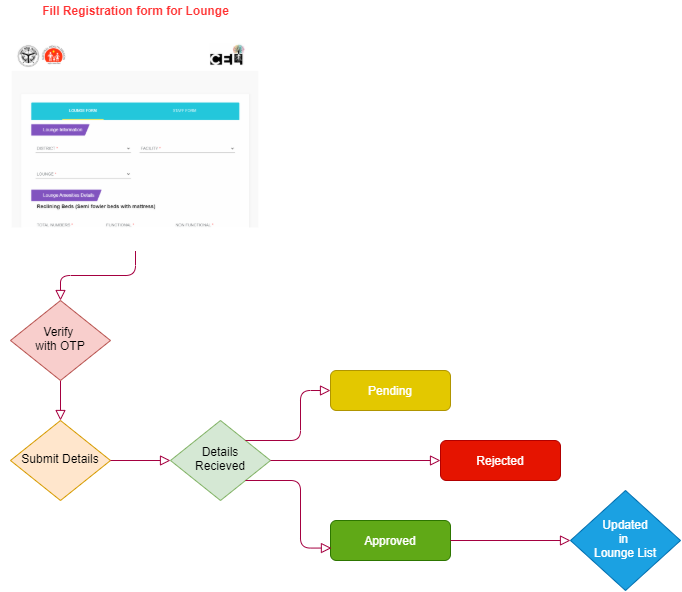 Fill Registration form for Lounge
CEL
LOUNGE FORM
STAFF FORM
Lounge Information
DISTRICT *
FACILITY *
LOUNGE *
Lounge Amenities Details
Reclining Beds (Semi fowler beds with mattress)
TOTAL NUMBERS *
FUNCTIONAL *
NON FUNCTIONAL *
Verify
with OTP
Submit Details
Details
Recieved
Pending
Rejected
Approved
Updated
in
Lounge List